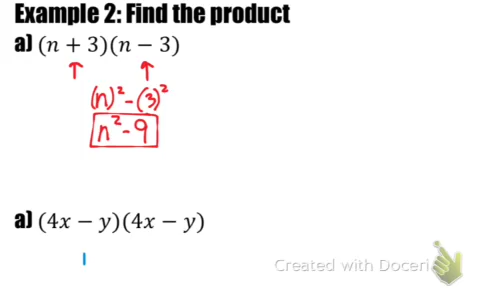 Example 2: Find the product
a) (n + 3)(n − 3)
(n)² - (3)²
n² - 9
a) (4x − y)(4x − y)
Created with Doceri